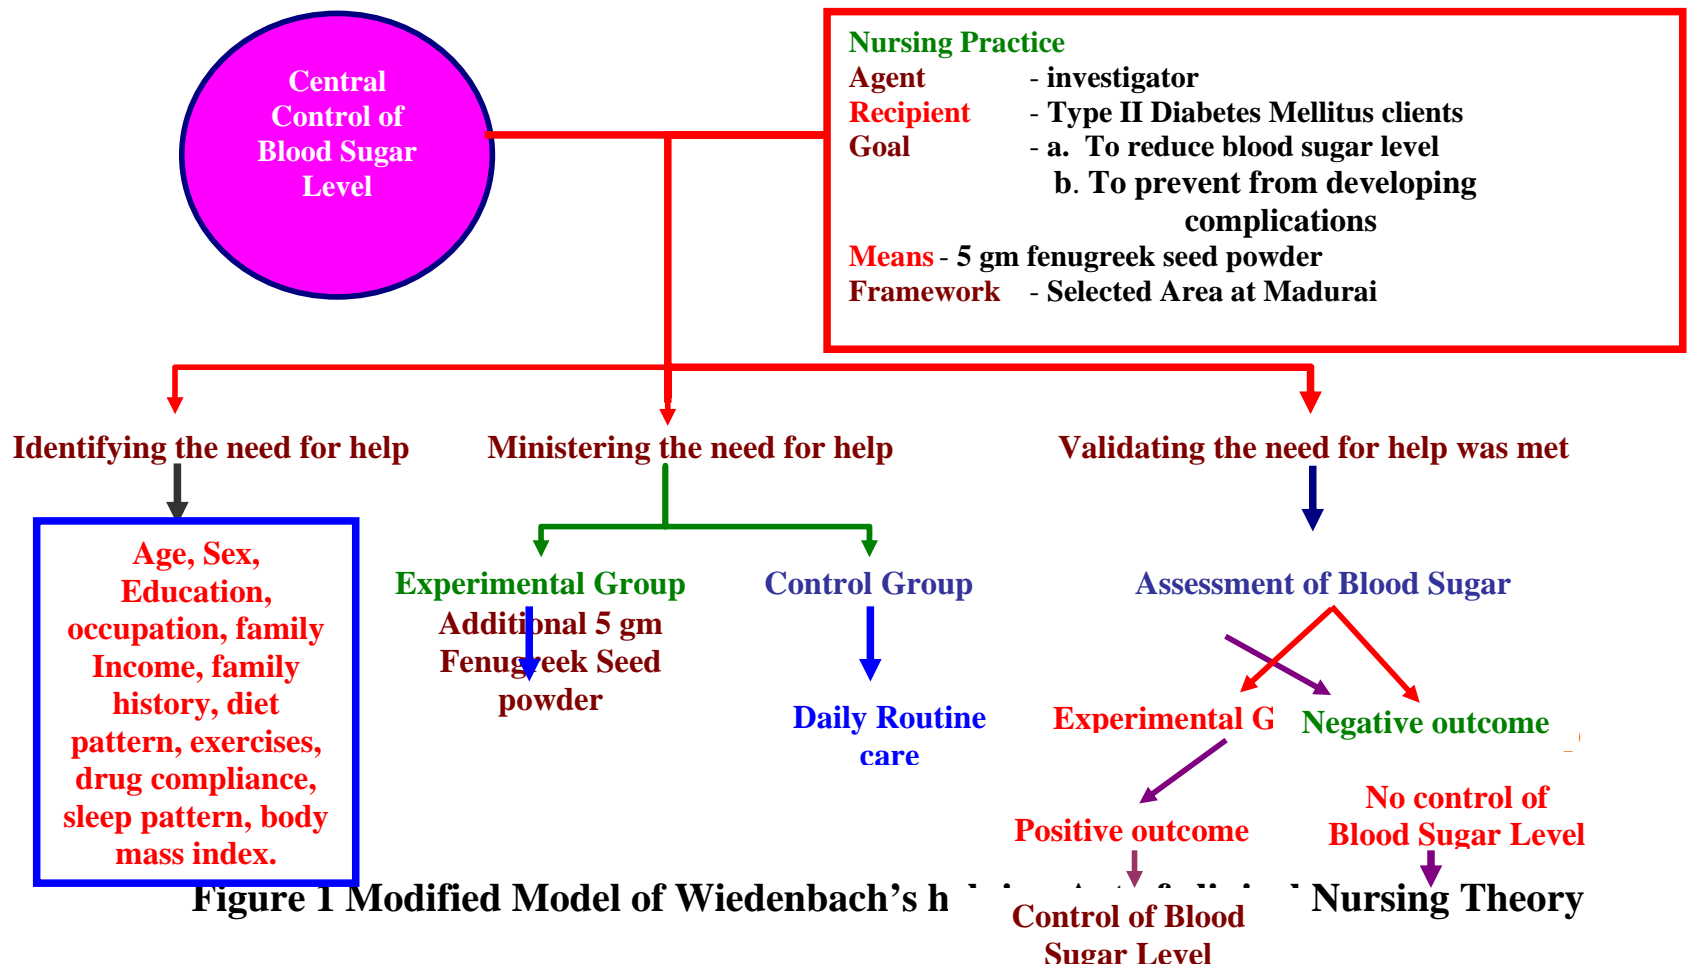 Central
Control of
Blood Sugar
Level
Nursing Practice
Agent - investigator
Recipient - Type II Diabetes Mellitus clients
Goal - a. To reduce blood sugar level
b. To prevent from developing
complications
Means - 5 gm fenugreek seed powder
Framework - Selected Area at Madurai
Identifying the need for help
Ministering the need for help
Validating the need for help was met
Age, Sex,
Education,
occupation, family
Income, family
history, diet
pattern, exercises,
drug compliance,
sleep pattern, body
mass index.
Experimental Group
Additional 5 gm
Fenugreek Seed
powder
Control Group
Daily Routine
care
Assessment of Blood Sugar
Experimental G
Negative outcome
Positive outcome
No control of
Blood Sugar Level
Control of Blood
Sugar Level
Figure 1 Modified Model of Wiedenbach's h Nursing Theory